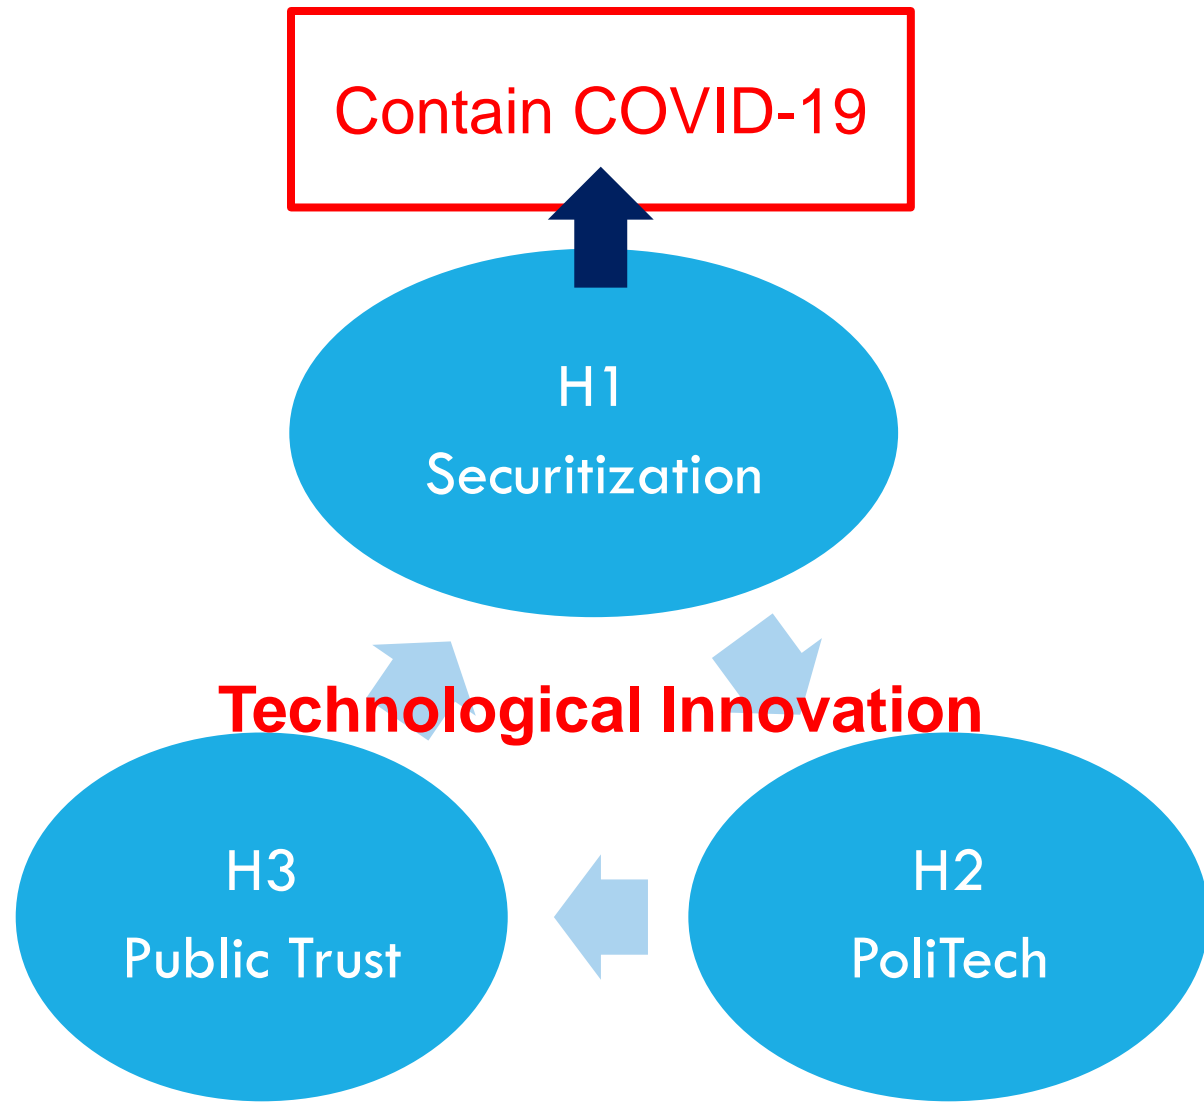 Contain COVID-19
H1
Securitization
Technological Innovation
H3
Public Trust
H2
PoliTech